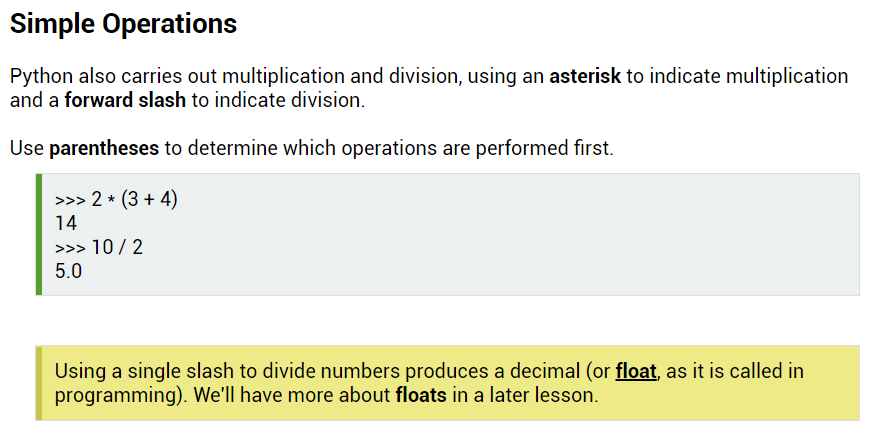 Simple Operations
Python also carries out multiplication and division, using an asterisk to indicate multiplication
and a forward slash to indicate division.
Use parentheses to determine which operations are performed first.
>>> 2 * (3 + 4)
14
>>> 10 / 2
5.0
Using a single slash to divide numbers produces a decimal (or float, as it is called in
programming). We'll have more about floats in a later lesson.